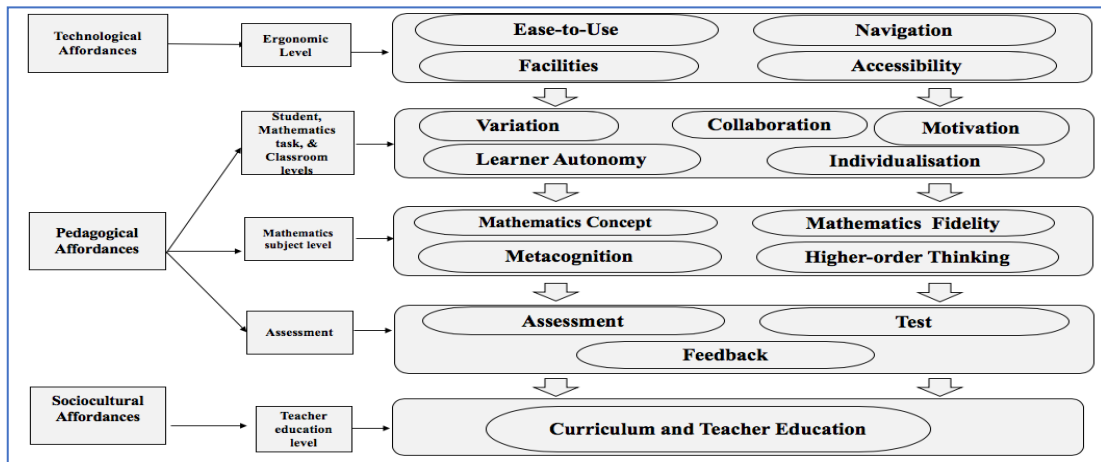 Technological
Affordances
Ergonomic
Level
Ease-to-Use
Navigation
Facilities
Accessibility
Student,
Mathematics
task, &
Classroom
levels
Variation
Collaboration
Motivation
Learner Autonomy
Individualisation
Pedagogical
Affordances
Mathematics
subject level
Mathematics Concept
Mathematics Fidelity
Metacognition
Higher-order Thinking
Assessment
Assessment
Test
Feedback
Sociocultural
Affordances
Teacher
education
level
Curriculum and Teacher Education